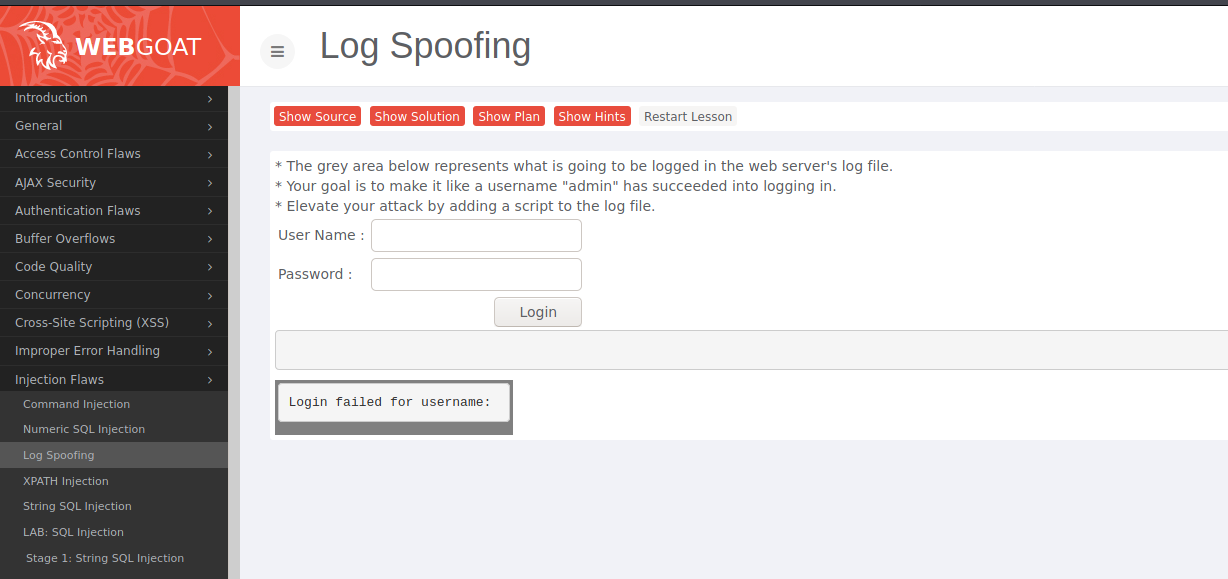 WEBGOAT
Log Spoofing
Introduction
General
Access Control Flaws
AJAX Security
Authentication Flaws
Buffer Overflows
Code Quality
Concurrency
Cross-Site Scripting (XSS)
Improper Error Handling
Injection Flaws
Command Injection
Numeric SQL Injection
Log Spoofing
XPATH Injection
String SQL Injection
LAB: SQL Injection
Stage 1: String SQL Injection
Show Source Show Solution Show Plan Show Hints Restart Lesson
* The grey area below represents what is going to be logged in the web server's log file.
* Your goal is to make it like a username "admin" has succeeded into logging in.
* Elevate your attack by adding a script to the log file.
User Name :
Password :
Login
Login failed for username: